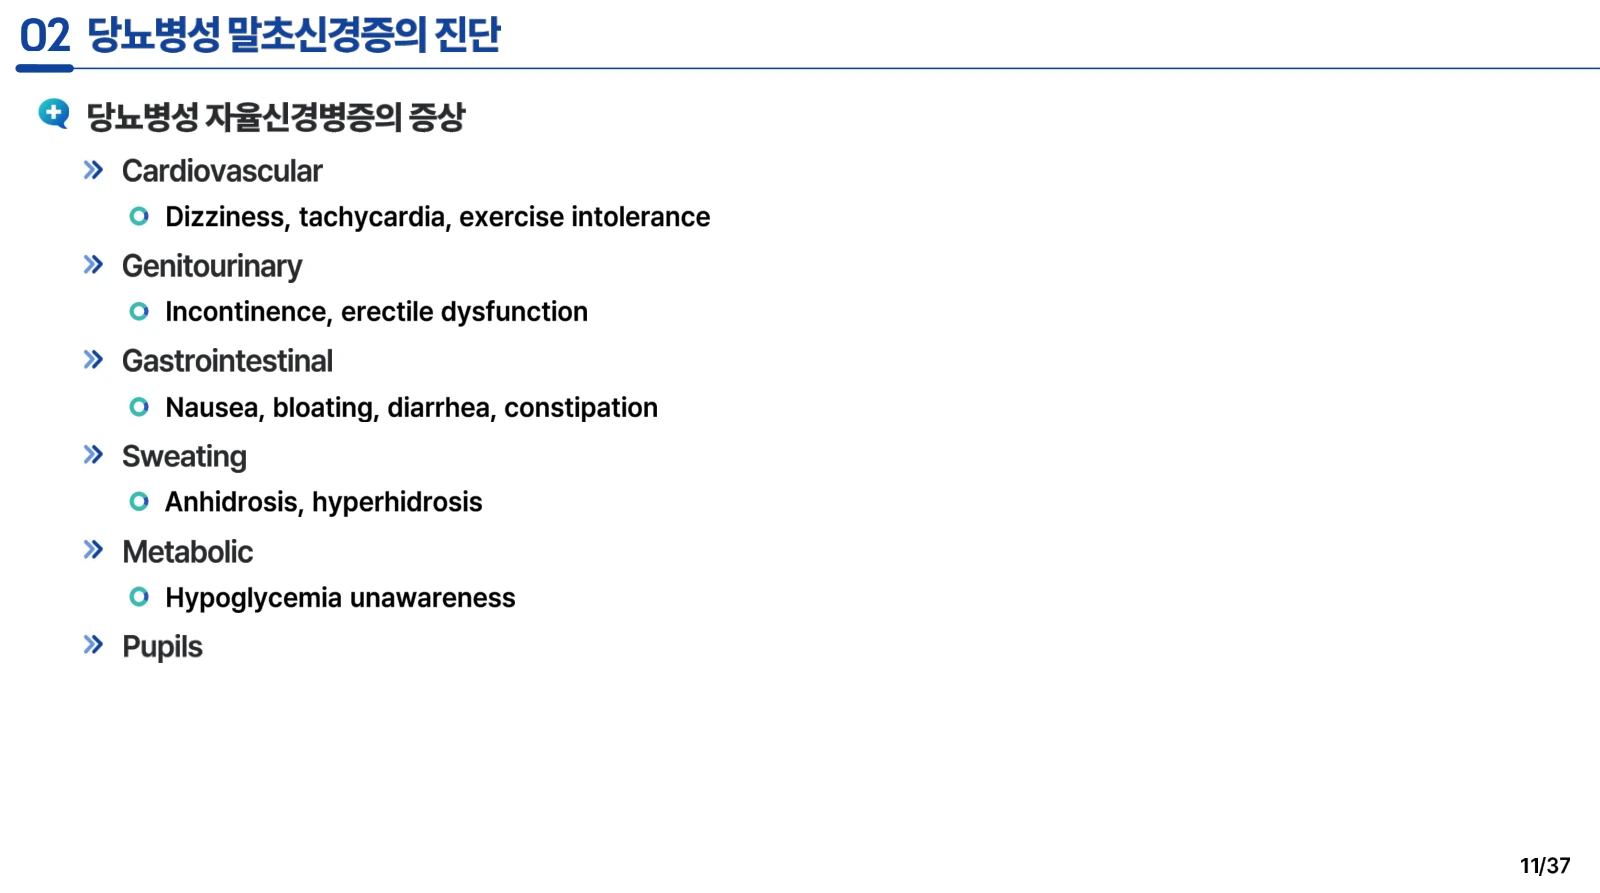 02 당뇨병성 말초신경증의 진단
당뇨병성 자율신경병증의 증상
Cardiovascular
Dizziness, tachycardia, exercise intolerance
Genitourinary
Incontinence, erectile dysfunction
Gastrointestinal
Nausea, bloating, diarrhea, constipation
Sweating
Anhidrosis, hyperhidrosis
Metabolic
Hypoglycemia unawareness
Pupils
11/37